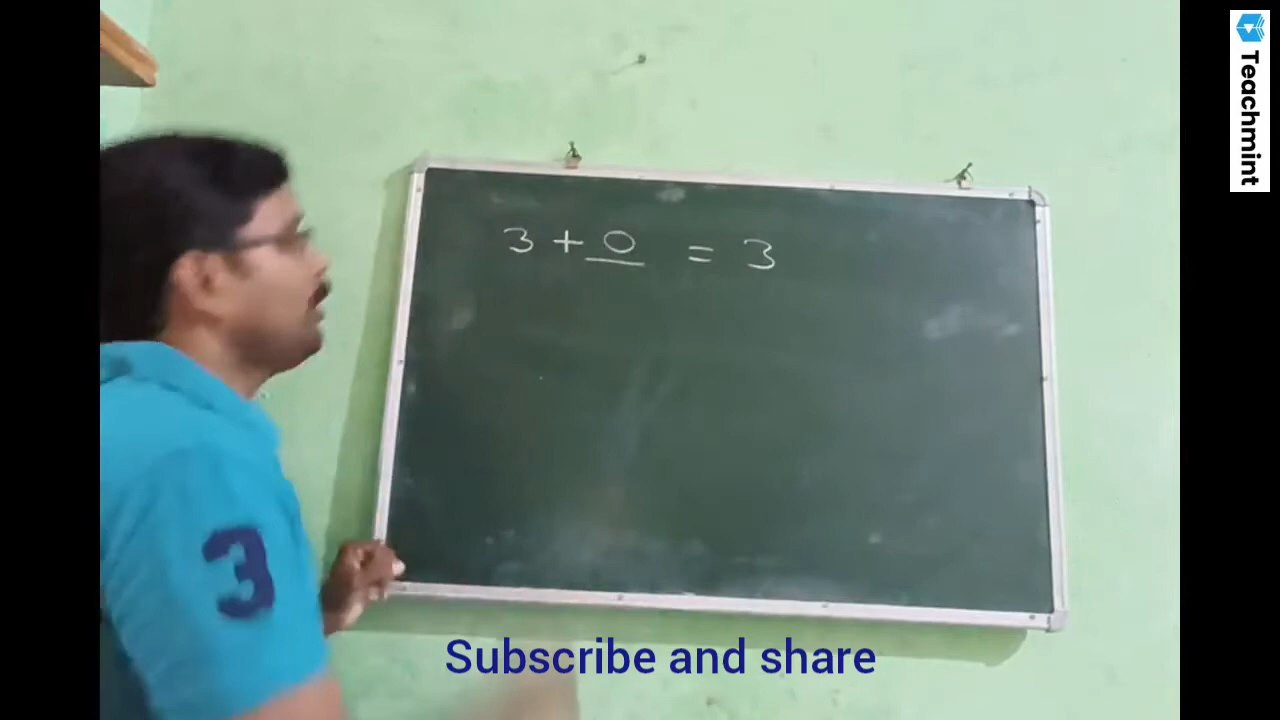 Teachmint
3 + 0 = 3
3
Subscribe and share